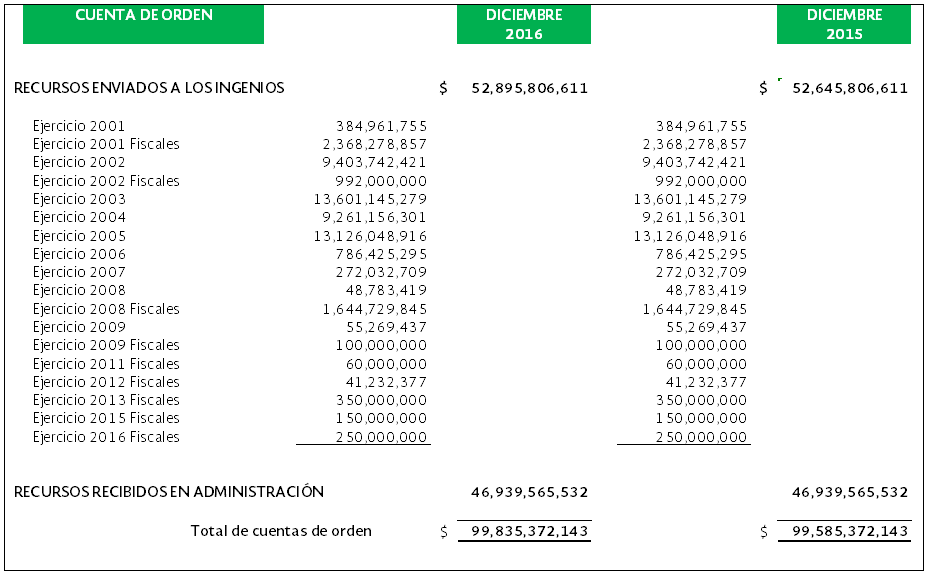 CUENTA DE ORDEN DICIEMBRE 2016 DICIEMBRE 2015
RECURSOS ENVIADOS A LOS INGENIOS $ 52,895,806,611 $ 52,645,806,611
Ejercicio 2001 384,961,755 384,961,755
Ejercicio 2001 Fiscales 2,368,278,857 2,368,278,857
Ejercicio 2002 9,403,742,421 9,403,742,421
Ejercicio 2002 Fiscales 992,000,000 992,000,000
Ejercicio 2003 13,601,145,279 13,601,145,279
Ejercicio 2004 9,261,156,301 9,261,156,301
Ejercicio 2005 13,126,048,916 13,126,048,916
Ejercicio 2006 786,425,295 786,425,295
Ejercicio 2007 272,032,709 272,032,709
Ejercicio 2008 48,783,419 48,783,419
Ejercicio 2008 Fiscales 1,644,729,845 1,644,729,845
Ejercicio 2009 55,269,437 55,269,437
Ejercicio 2009 Fiscales 100,000,000 100,000,000
Ejercicio 2011 Fiscales 60,000,000 60,000,000
Ejercicio 2012 Fiscales 41,232,377 41,232,377
Ejercicio 2013 Fiscales 350,000,000 350,000,000
Ejercicio 2015 Fiscales 150,000,000 150,000,000
Ejercicio 2016 Fiscales 250,000,000 250,000,000
RECURSOS RECIBIDOS EN ADMINISTRACIÓN 46,939,565,532 46,939,565,532
Total de cuentas de orden $ 99,835,372,143 $ 99,585,372,143